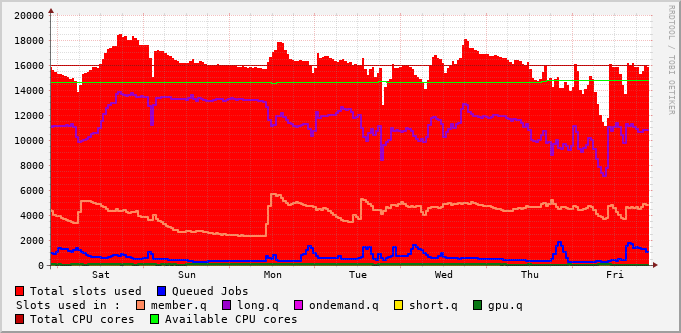 RRDTOOL / TOBI OETIKER
20000
18000
16000
14000
12000
10000
8000
6000
4000
2000
0
Sat Sun Mon Tue Wed Thu Fri
Total slots used Queued Jobs
Slots used in : member.q long.q ondemand.q short.q gpu.q
Total CPU cores Available CPU cores